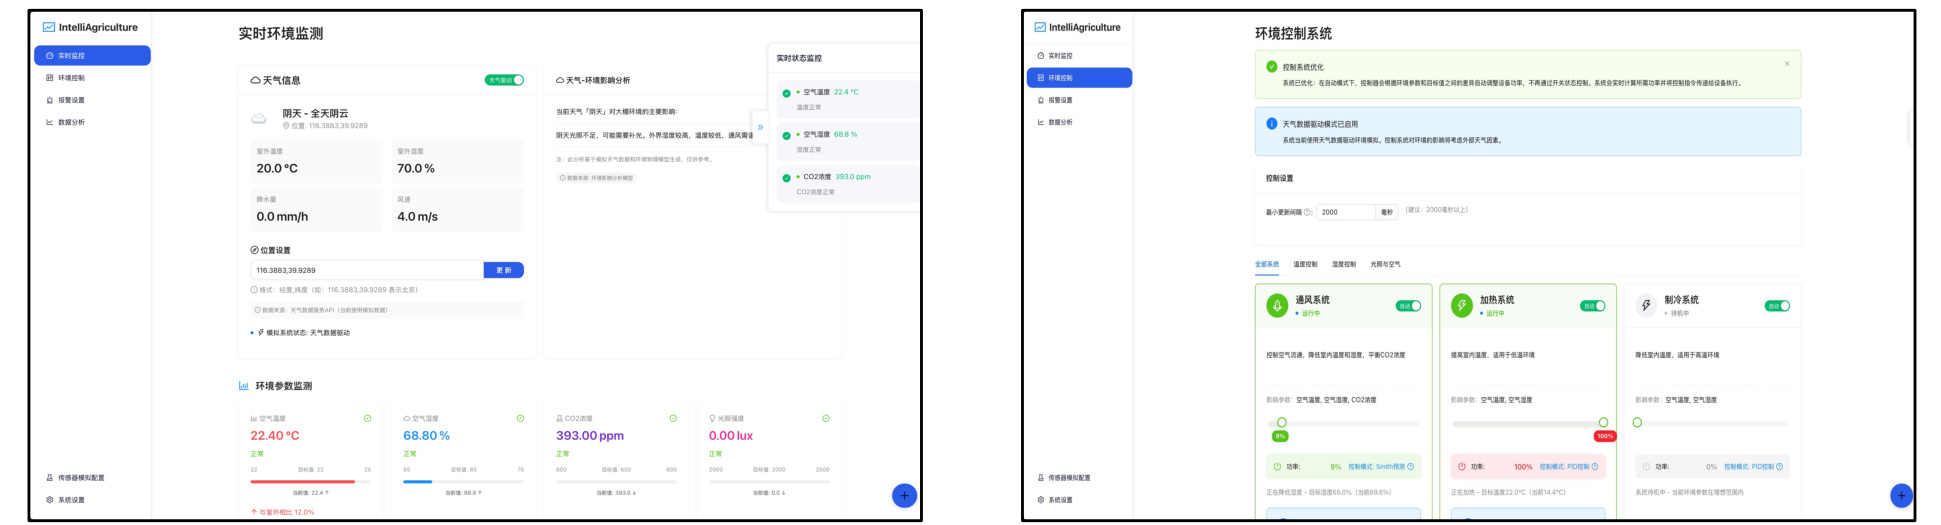 IntelliAgriculture
实时监控
环境控制
报警设置
数据分析
传感器模拟配置
系统设置
实时环境监测
天气信息
天气驱动
阴天 - 全天阴云
位置: 116.3883,39.9289
室外温度
室外湿度
20.0 °C
70.0 %
降水量
风速
0.0 mm/h
4.0 m/s
位置设置
116.3883,39.9289
更 新
格式：经度,纬度（如：116.3883,39.9289 表示北京）
数据来源: 天气数据服务API（当前使用模拟数据）
模拟系统状态: 天气数据驱动
天气-环境影响分析
当前天气「阴天」对大棚环境的主要影响:
阴天光照不足，可能需要补光。外界湿度较高，温度较低，通风需谨
注: 此分析基于模拟天气数据和环境物理模型生成，仅供参考。
数据来源: 环境影响分析模型
实时状态监控
空气温度 22.4 °C
温度正常
空气湿度 68.8 %
湿度正常
CO2浓度 393.0 ppm
CO2浓度正常
环境参数监测
空气温度
22.40 °C
正常
22 目标值: 22 25
当前值: 22.4 ↑
↑ 与室外相比 12.0%
空气湿度
68.80 %
正常
60 目标值: 65 70
当前值: 68.8 ↑
CO2浓度
393.00 ppm
正常
600 目标值: 600 800
当前值: 393.0 ↓
光照强度
0.00 lux
正常
2000 目标值: 2000 2500
当前值: 0.0 ↓
+
IntelliAgriculture
实时监控
环境控制
报警设置
数据分析
传感器模拟配置
系统设置
环境控制系统
控制系统优化
系统已优化：在自动模式下，控制器会根据环境参数和目标值之间的差异自动调整设备功率，不再通过开关状态控制。系统会实时计算所需功率并将控制指令传递给设备执行。
天气数据驱动模式已启用
系统当前使用天气数据驱动环境模拟。控制系统对环境的影响将考虑外部天气因素。
控制设置
最小更新间隔: 2000 毫秒 (建议：2000毫秒以上)
全部系统 温度控制 湿度控制 光照与空气
通风系统
自动
运行中
控制空气流通，降低室内温度和湿度，平衡CO2浓度
影响参数: 空气温度, 空气湿度, CO2浓度
9%
功率: 9% 控制模式: Smith预测
正在降低湿度 - 目标湿度65.0%（当前69.6%）
加热系统
自动
运行中
提高室内温度，适用于低温环境
影响参数: 空气温度, 空气湿度
100%
功率: 100% 控制模式: PID控制
正在加热 - 目标温度22.0°C（当前14.4°C）
制冷系统
自动
待机中
降低室内温度，适用于高温环境
影响参数: 空气温度, 空气湿度
功率: 0% 控制模式: PID控制
系统待机中 - 当前环境参数在理想范围内
+